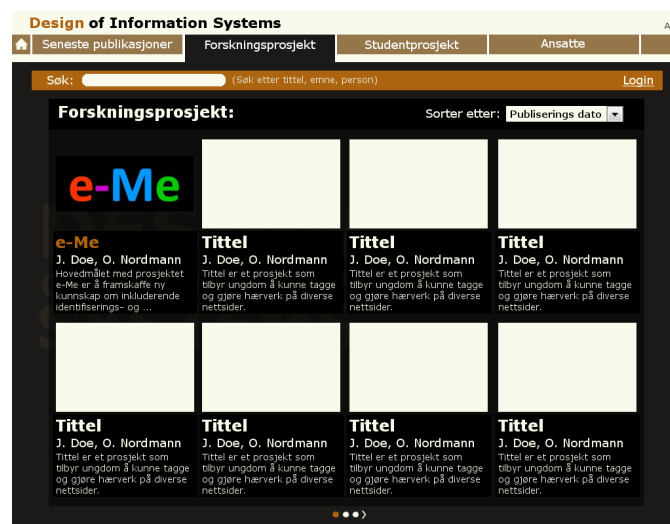 Design of Information Systems
A
Seneste publikasjoner Forskningsprosjekt Studentprosjekt Ansatte
Søk: (Søk etter tittel, emne, person) Login
Forskningsprosjekt: Sorter etter: Publiserings dato
e-Me
e-Me
J. Doe, O. Nordmann
Hovedmålet med prosjektet
e-Me er å framskaffe ny
kunnskap om inkluderende
identifiserings- og ...
Tittel
J. Doe, O. Nordmann
Tittel er et prosjekt som
tilbyr ungdom å kunne tagge
og gjøre hærverk på diverse
nettsider.
Tittel
J. Doe, O. Nordmann
Tittel er et prosjekt som
tilbyr ungdom å kunne tagge
og gjøre hærverk på diverse
nettsider.
Tittel
J. Doe, O. Nordmann
Tittel er et prosjekt som
tilbyr ungdom å kunne tagge
og gjøre hærverk på diverse
nettsider.
Tittel
J. Doe, O. Nordmann
Tittel er et prosjekt som
tilbyr ungdom å kunne tagge
og gjøre hærverk på diverse
nettsider.
Tittel
J. Doe, O. Nordmann
Tittel er et prosjekt som
tilbyr ungdom å kunne tagge
og gjøre hærverk på diverse
nettsider.
Tittel
J. Doe, O. Nordmann
Tittel er et prosjekt som
tilbyr ungdom å kunne tagge
og gjøre hærverk på diverse
nettsider.
Tittel
J. Doe, O. Nordmann
Tittel er et prosjekt som
tilbyr ungdom å kunne tagge
og gjøre hærverk på diverse
nettsider.